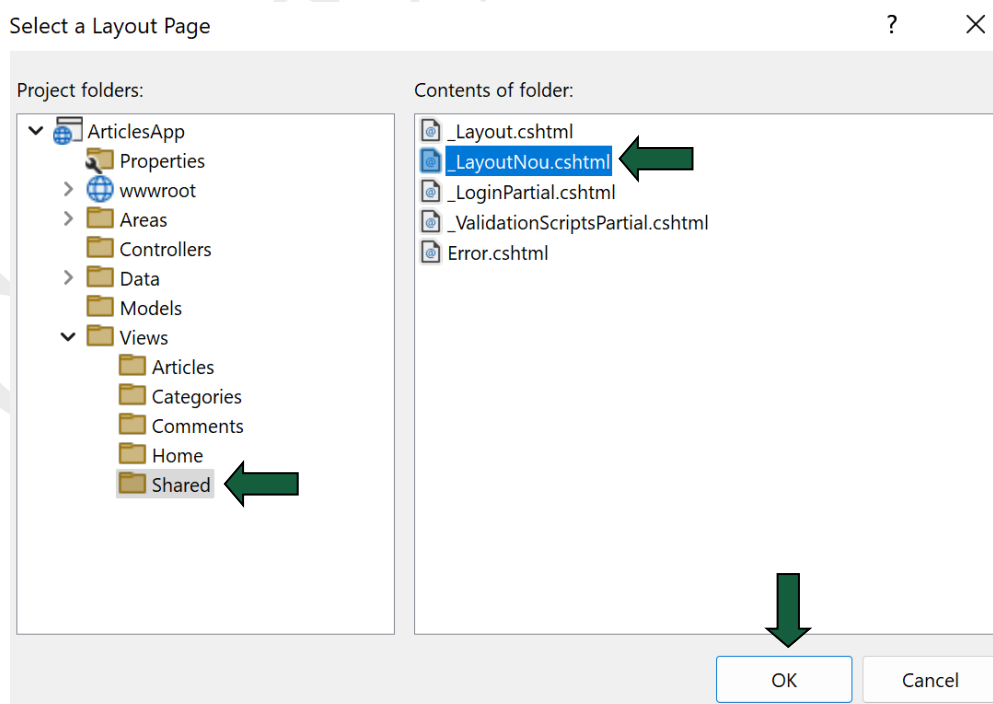 Select a Layout Page
?
Project folders:
ArticlesApp
Properties
wwwroot
Areas
Controllers
Data
Models
Views
Articles
Categories
Comments
Home
Shared
Contents of folder:
_Layout.cshtml
_LayoutNou.cshtml
_LoginPartial.cshtml
_ValidationScriptsPartial.cshtml
Error.cshtml
OK
Cancel